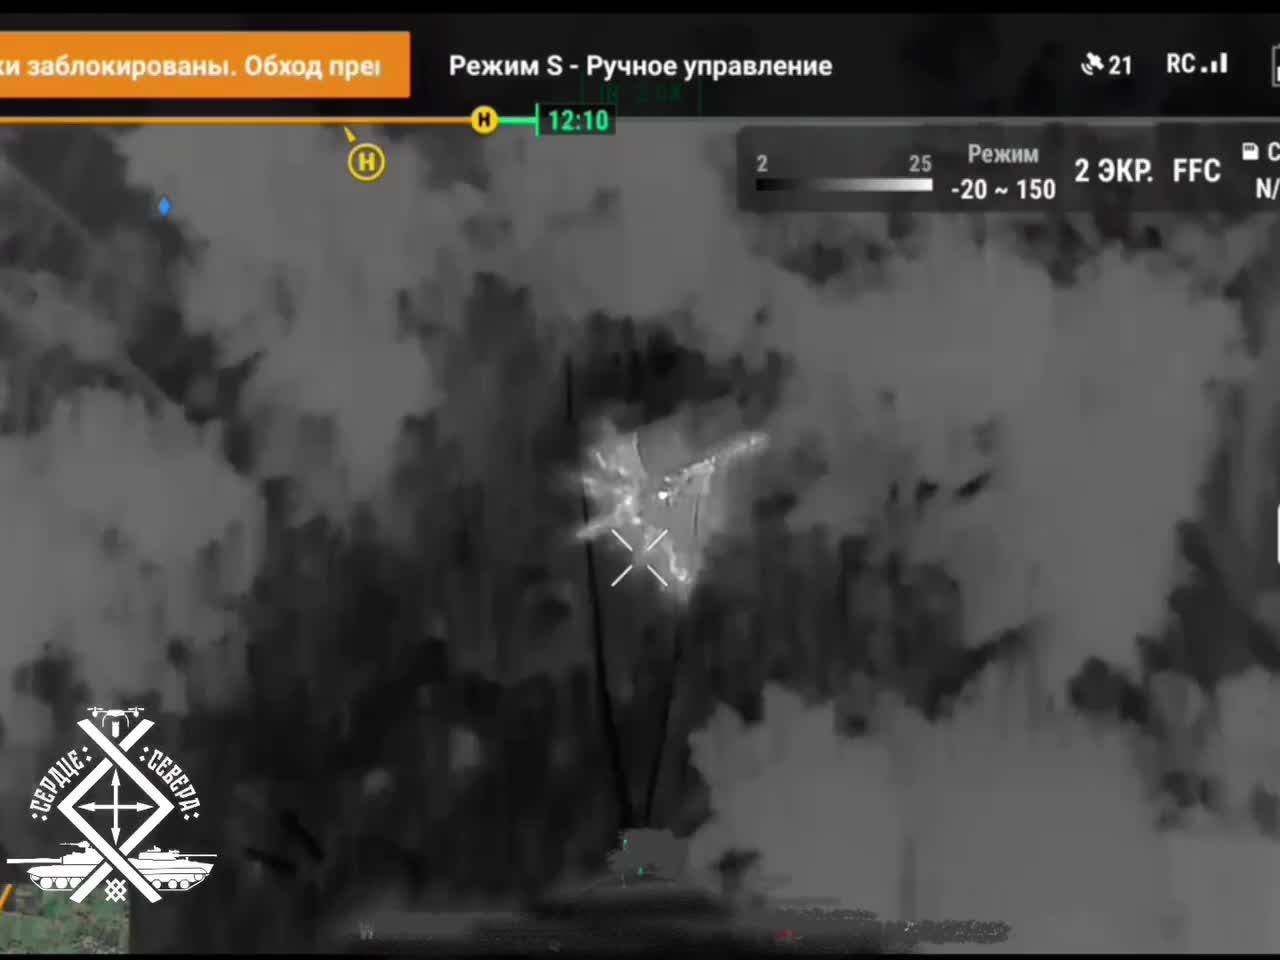 ки заблокированы. Обход пре
Режим S - Ручное управление
21
RC
H
12:10
H
2
25
Режим
-20 ~ 150
2 ЭКР.
FFC
C
N/
СЕРДЦЕ СЕВЕРА